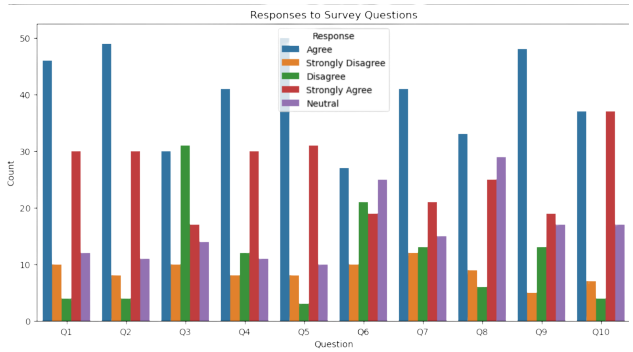 Responses to Survey Questions
Response
Agree
Strongly Disagree
Disagree
Strongly Agree
Neutral
50
40
30
20
10
0
Count
Q1 Q2 Q3 Q4 Q5 Q6 Q7 Q8 Q9 Q10
Question